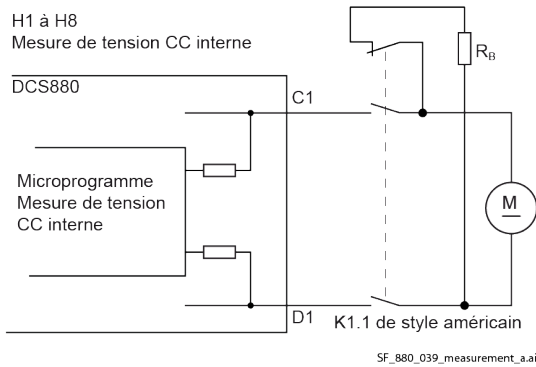 H1 à H8
Mesure de tension CC interne
DCS880
C1
R_B
Microprogramme
Mesure de tension
CC interne
M
D1
K1.1 de style américain
SF_880_039_measurement_a.ai